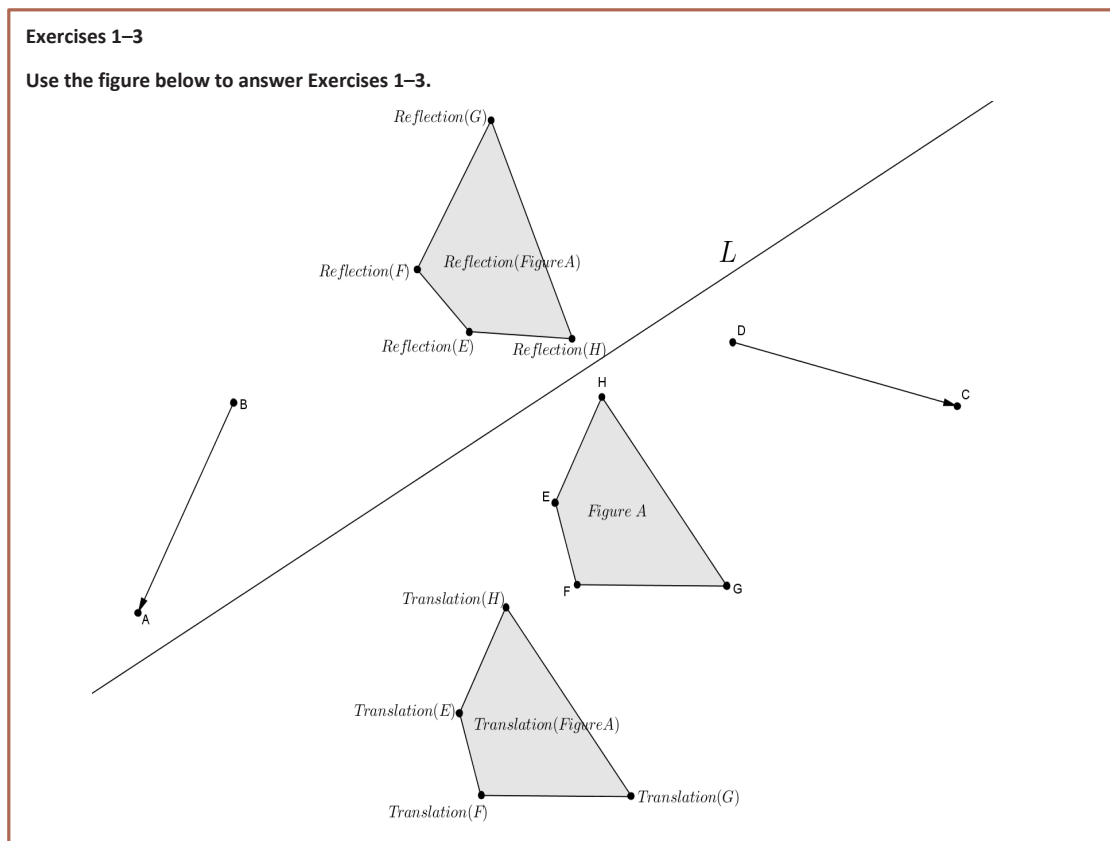 Exercises 1–3
Use the figure below to answer Exercises 1–3.
Reflection(G)
L
Reflection(FigureA)
Reflection(F)
D
Reflection(E)
Reflection(H)
H
C
B
E
Figure A
F
G
Translation(H)
A
Translation(E)
Translation(FigureA)
Translation(G)
Translation(F)